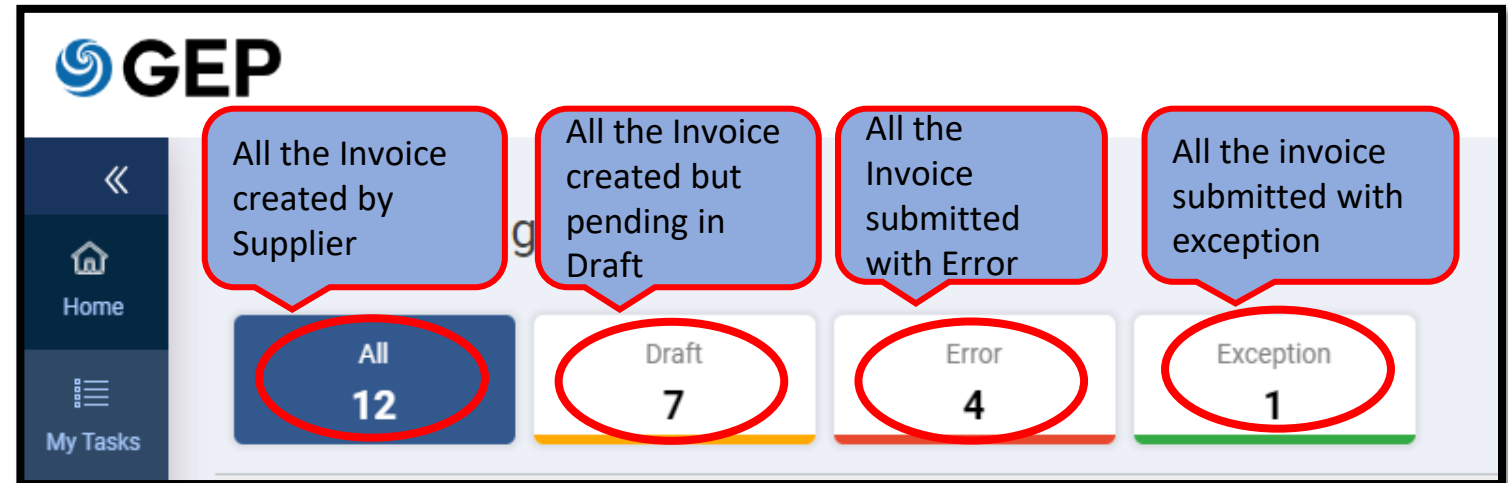 GEP
All the Invoice
created by
Supplier
All the Invoice
created but
pending in
Draft
All the
Invoice
submitted
with Error
All the invoice
submitted with
exception
g
Home
My Tasks
All
12
Draft
7
Error
4
Exception
1